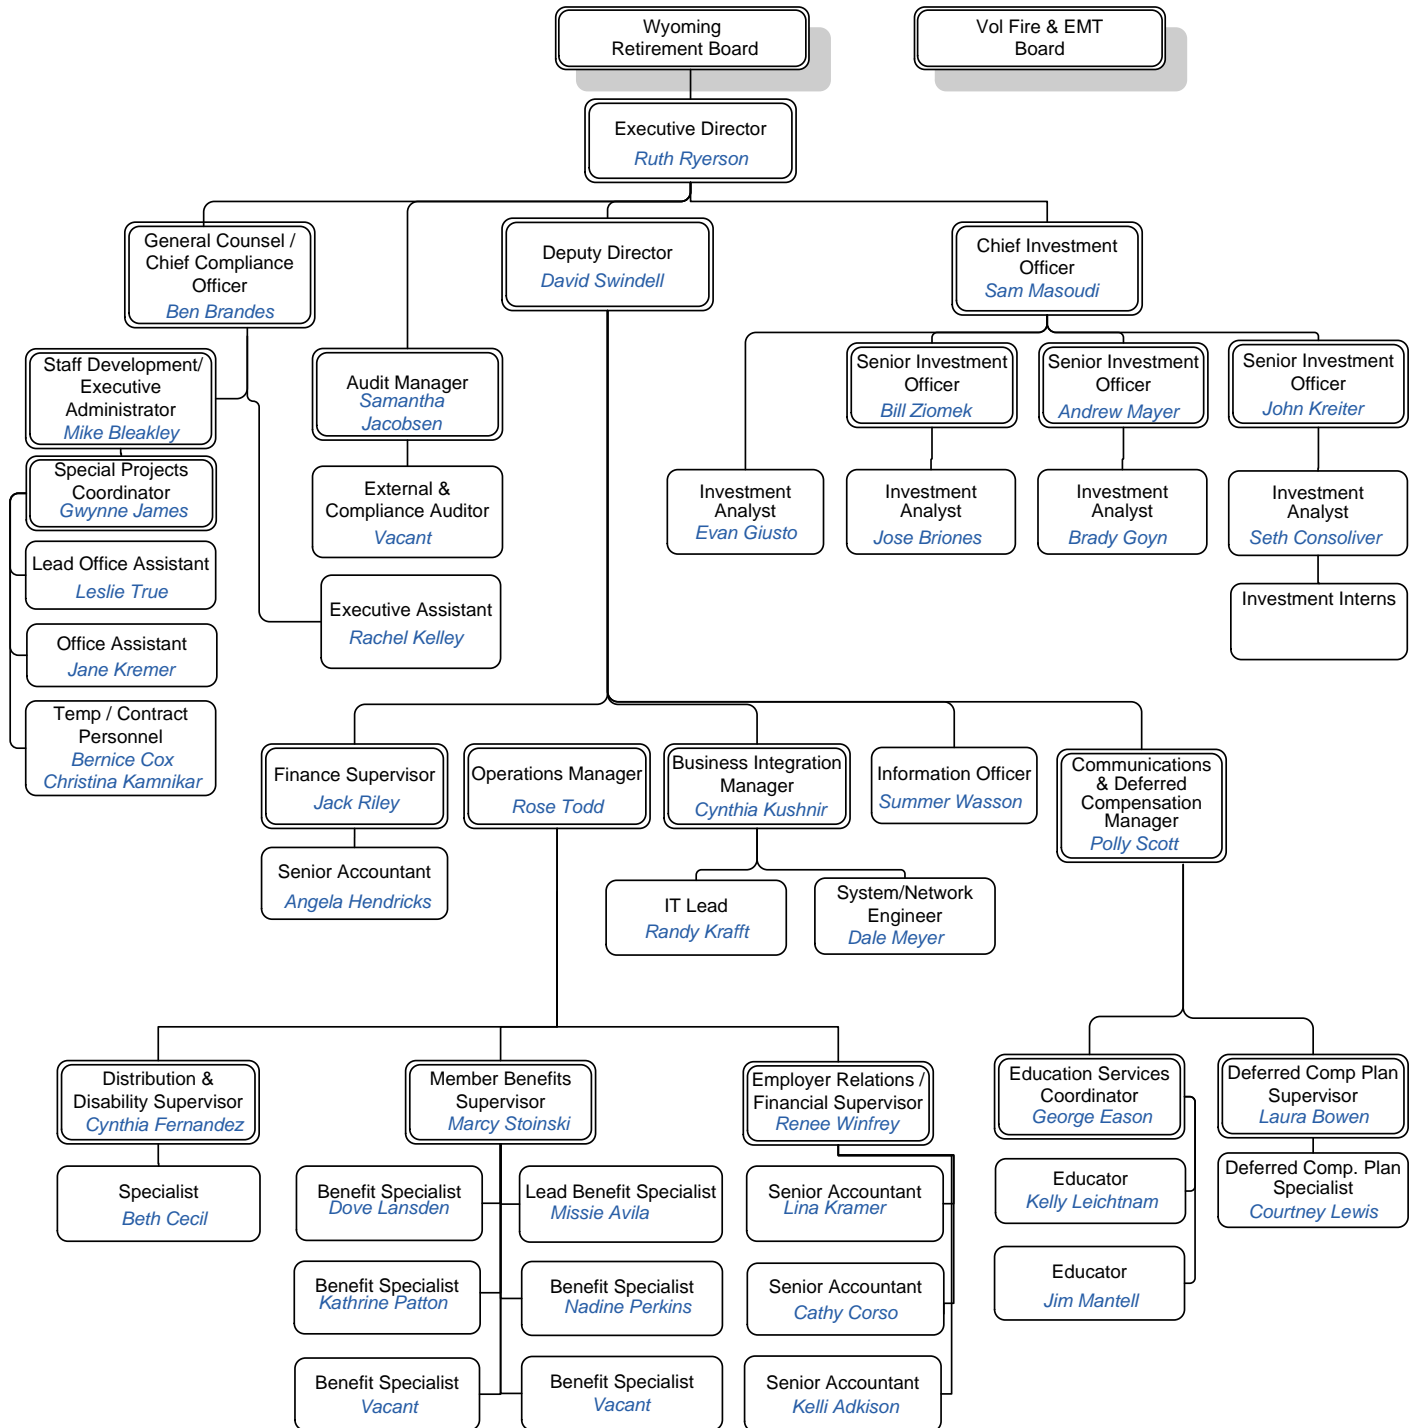 Wyoming
Retirement Board
Vol Fire & EMT
Board
Executive Director
Ruth Ryerson
General Counsel /
Chief Compliance
Officer
Ben Brandes
Deputy Director
David Swindell
Chief Investment
Officer
Sam Masoudi
Staff Development/
Executive
Administrator
Mike Bleakley
Audit Manager
Samantha
Jacobsen
Senior Investment
Officer
Bill Ziomek
Senior Investment
Officer
Andrew Mayer
Senior Investment
Officer
John Kreiter
Special Projects
Coordinator
Gwynne James
External &
Compliance Auditor
Vacant
Investment
Analyst
Evan Giusto
Investment
Analyst
Jose Briones
Investment
Analyst
Brady Goyn
Investment
Analyst
Seth Consoliver
Lead Office Assistant
Leslie True
Executive Assistant
Rachel Kelley
Investment Interns
Office Assistant
Jane Kremer
Temp / Contract
Personnel
Bernice Cox
Christina Kamnikar
Finance Supervisor
Jack Riley
Operations Manager
Rose Todd
Business Integration
Manager
Cynthia Kushnir
Information Officer
Summer Wasson
Communications
& Deferred
Compensation
Manager
Polly Scott
Senior Accountant
Angela Hendricks
IT Lead
Randy Krafft
System/Network
Engineer
Dale Meyer
Distribution &
Disability Supervisor
Cynthia Fernandez
Member Benefits
Supervisor
Marcy Stoinski
Employer Relations /
Financial Supervisor
Renee Winfrey
Education Services
Coordinator
George Eason
Deferred Comp Plan
Supervisor
Laura Bowen
Specialist
Beth Cecil
Benefit Specialist
Dove Lansden
Lead Benefit Specialist
Missie Avila
Senior Accountant
Lina Kramer
Educator
Kelly Leichtnam
Deferred Comp. Plan
Specialist
Courtney Lewis
Benefit Specialist
Kathrine Patton
Benefit Specialist
Nadine Perkins
Senior Accountant
Cathy Corso
Educator
Jim Mantell
Benefit Specialist
Vacant
Benefit Specialist
Vacant
Senior Accountant
Kelli Adkison